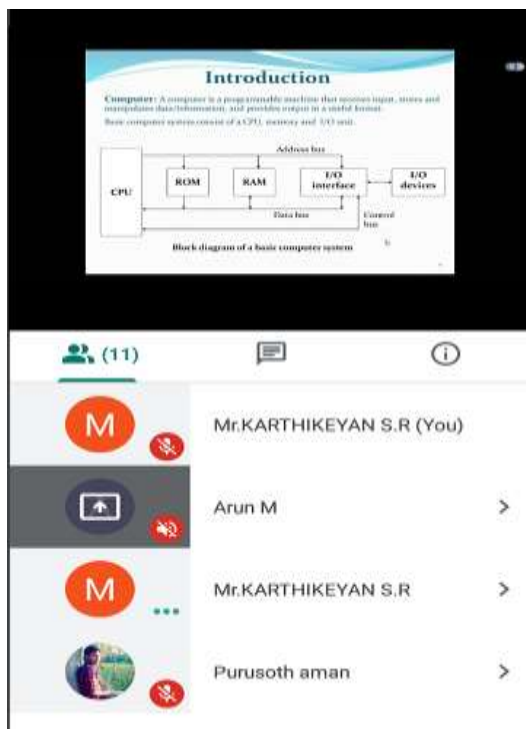 Introduction
Computer: A computer is a programmable machine that receives input, stores and
manipulates data/information, and provides output in a useful format.
Basic computer system consist of a CPU, memory and I/O unit.
Address bus
CPU
ROM
RAM
I/O
interface
I/O
devices
Data bus
Control
bus
Block diagram of a basic computer system
(11)
M
Mr.KARTHIKEYAN S.R (You)
Arun M
M
Mr.KARTHIKEYAN S.R
Purusoth aman